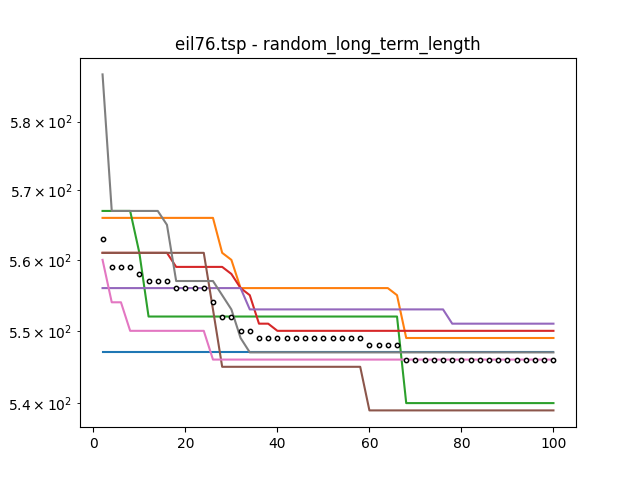 eil76.tsp - random_long_term_length
5.8 × 10²
5.7 × 10²
5.6 × 10²
5.5 × 10²
5.4 × 10²
0 20 40 60 80 100